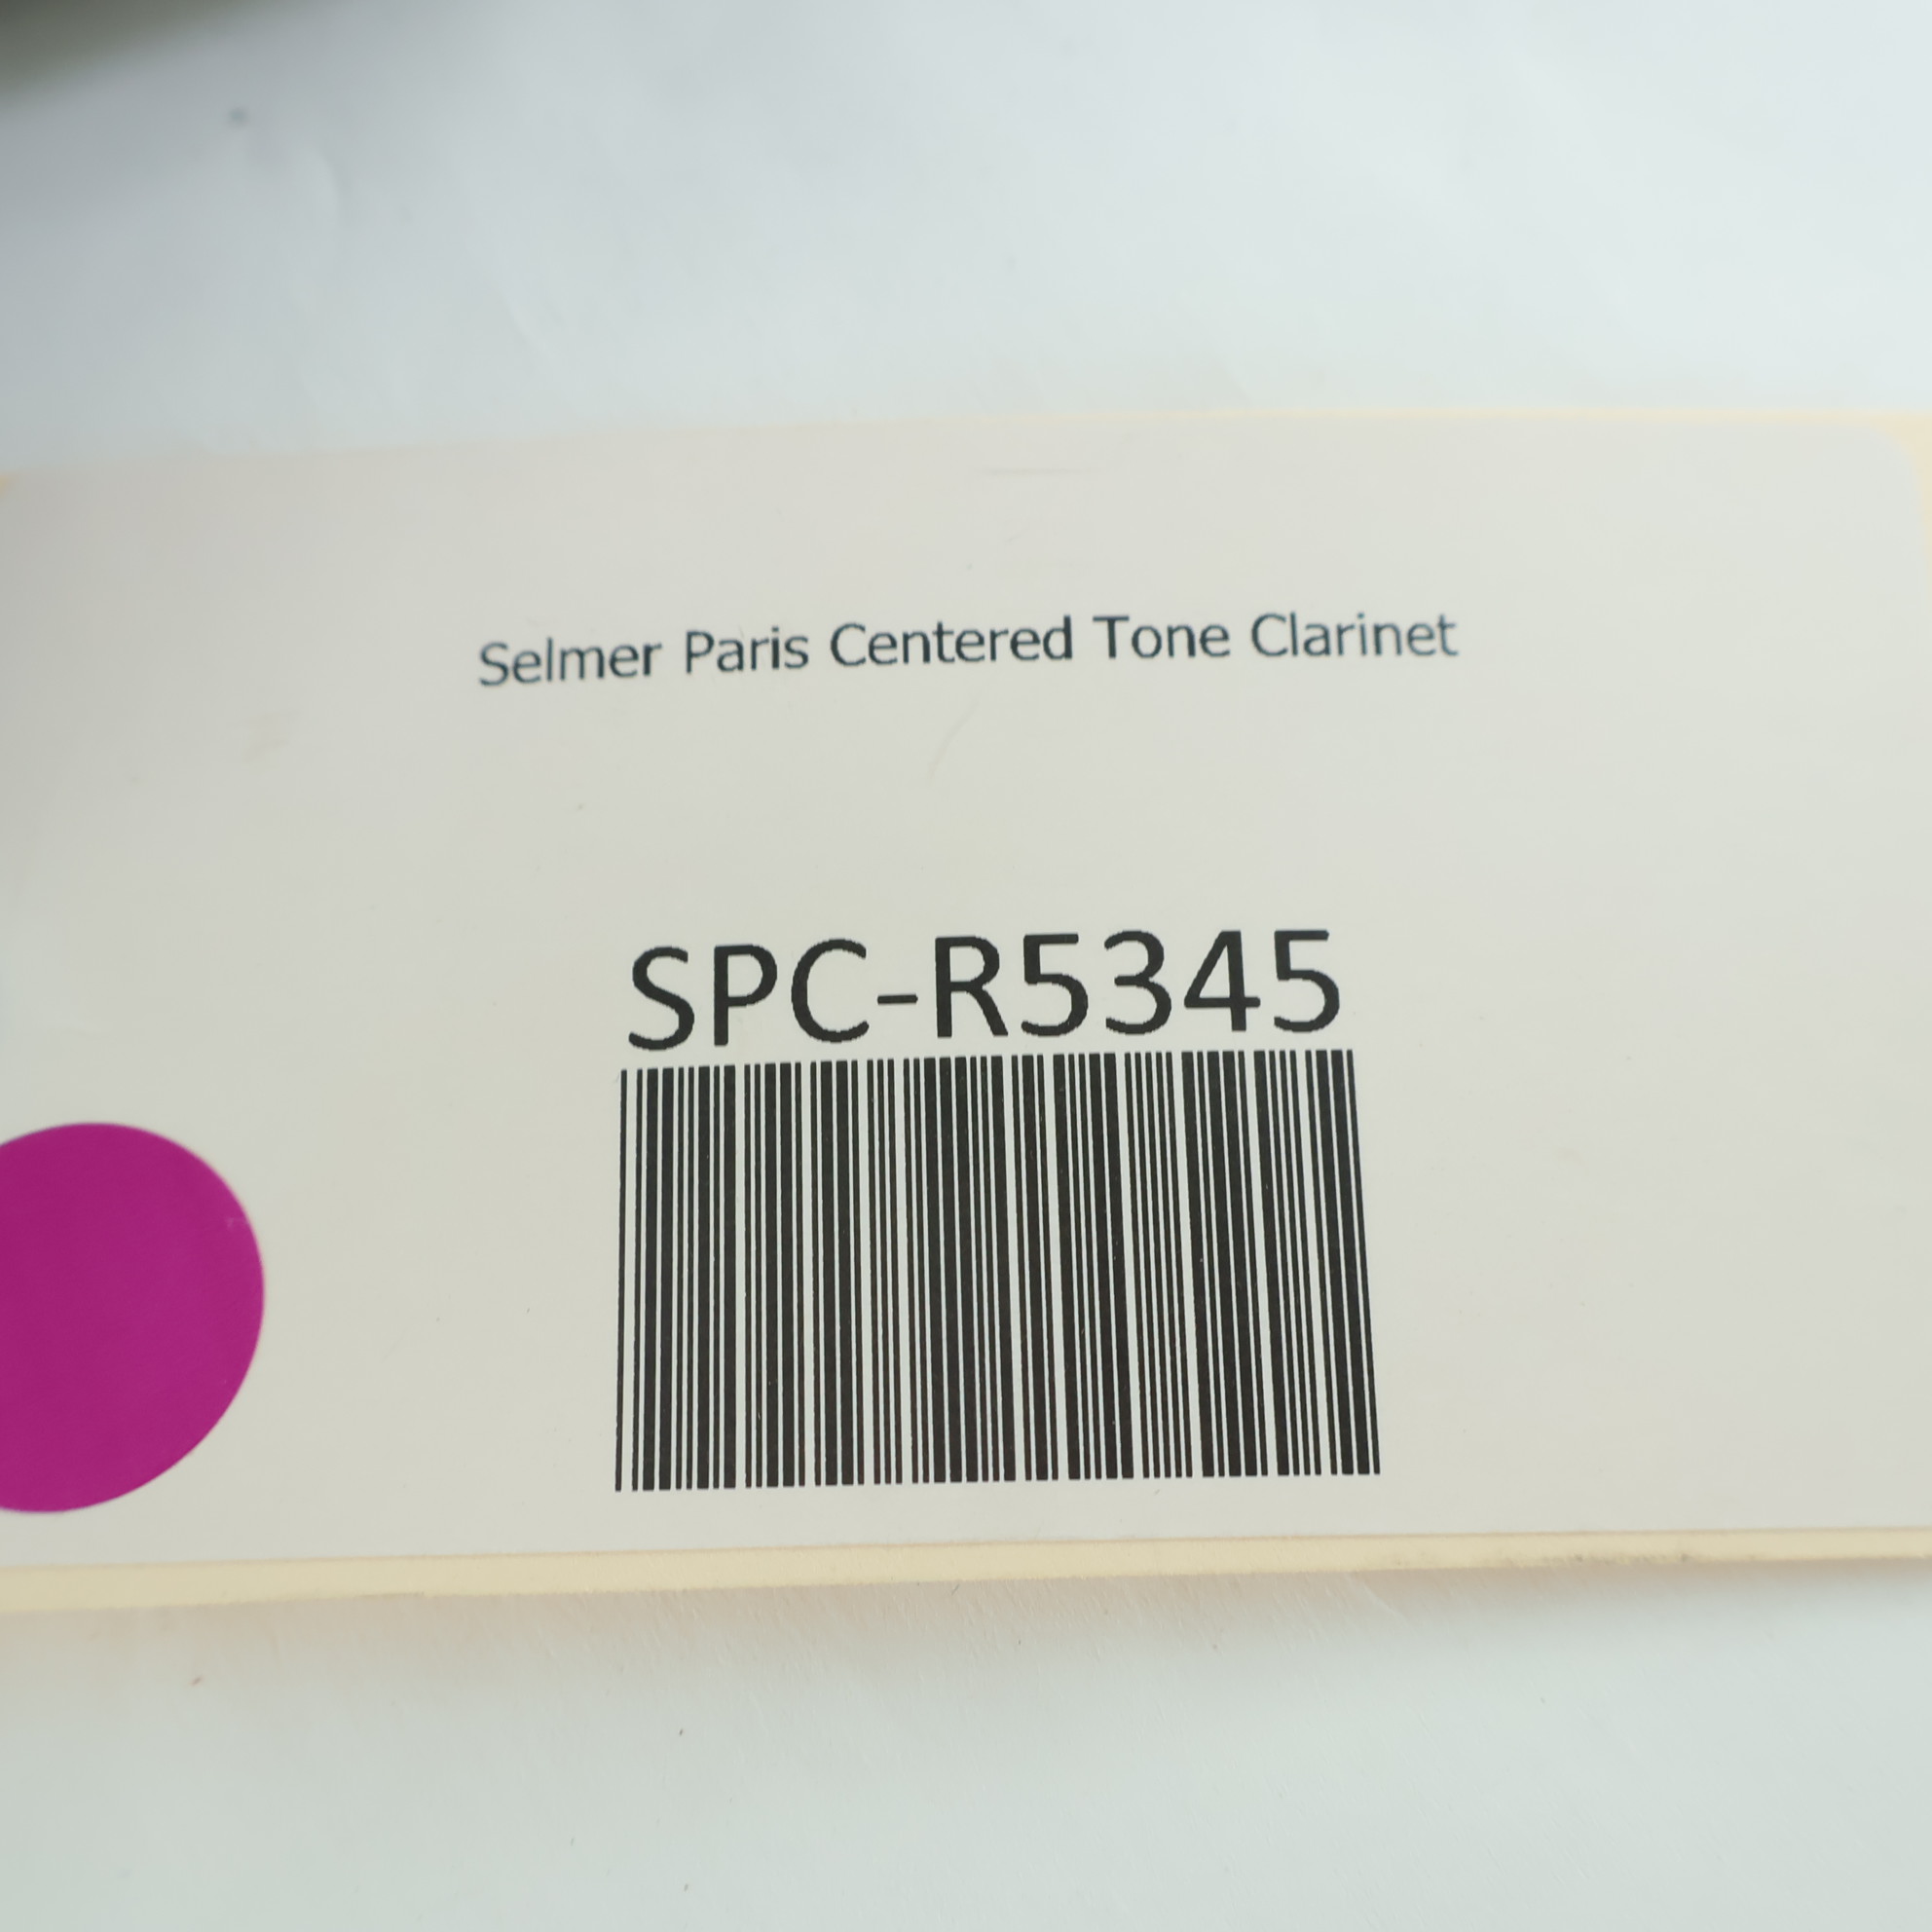 Selmer Paris Centered Tone Clarinet
SPC-R5345